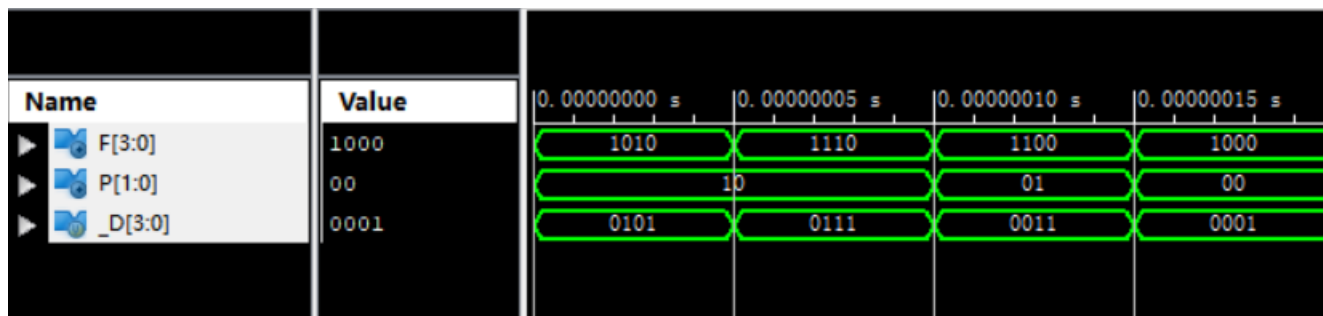 Name Value 0. 00000000 s 0. 00000005 s 0. 00000010 s 0. 00000015 s
F[3:0] 1000 1010 1110 1100 1000
P[1:0] 00 10 01 00
_D[3:0] 0001 0101 0111 0011 0001